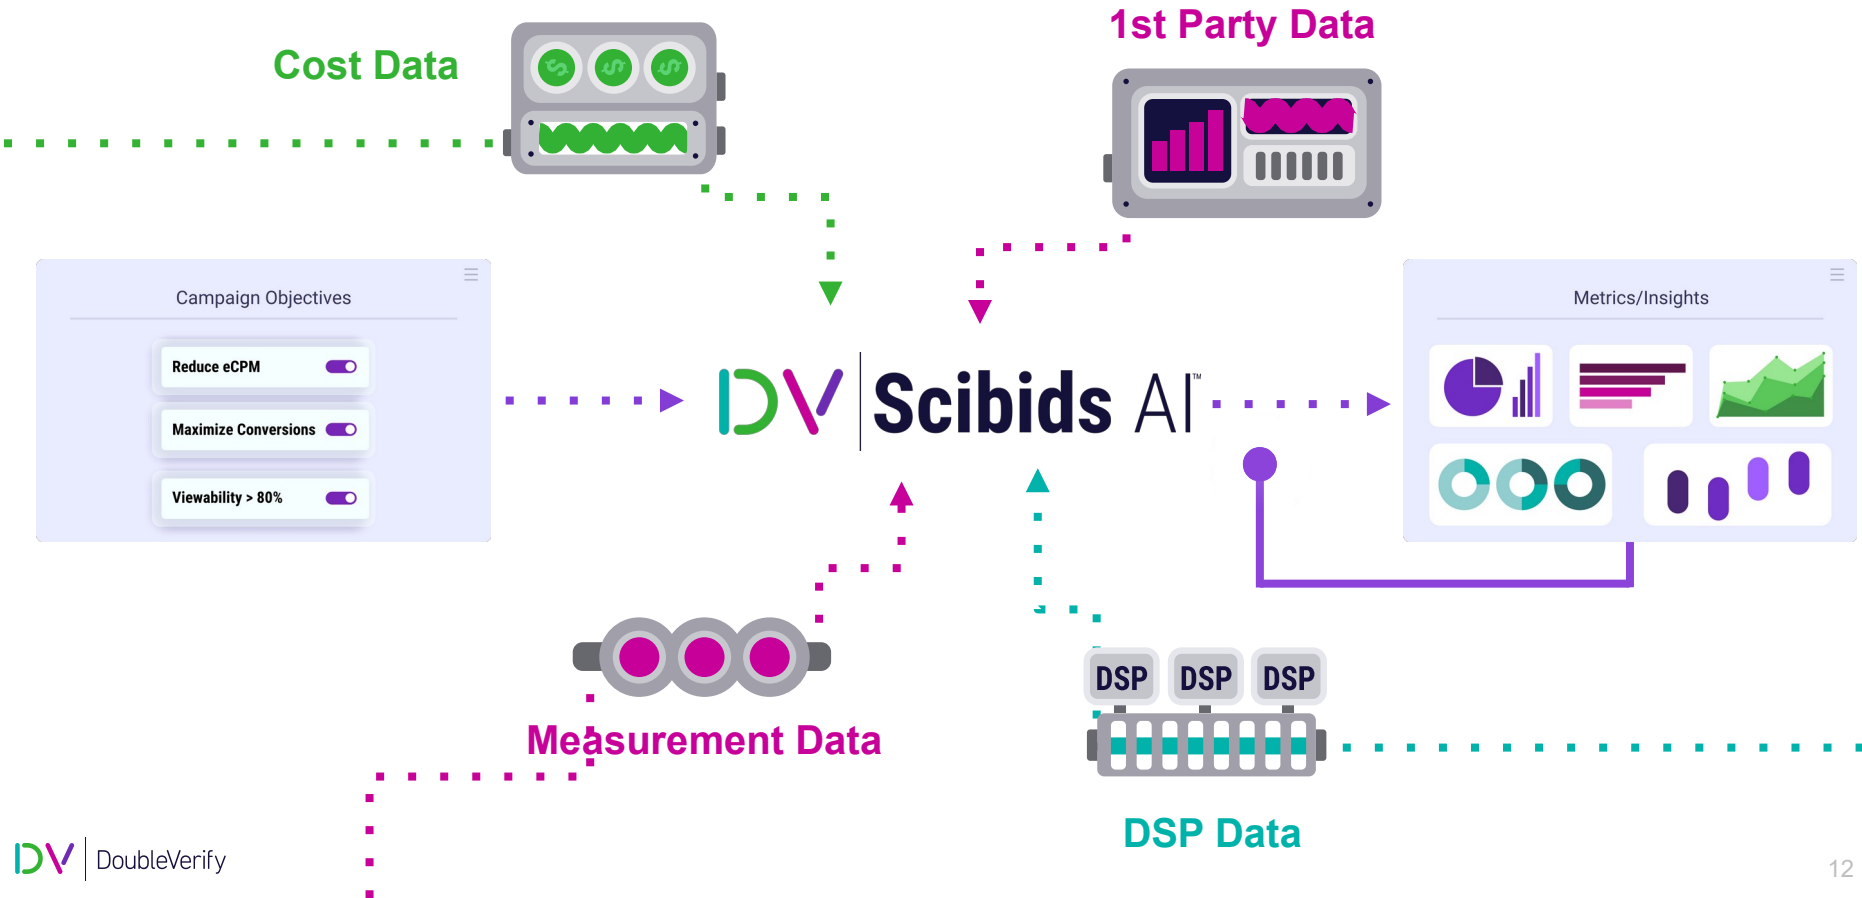 1st Party Data
Cost Data
$ $ $
Campaign Objectives
Reduce eCPM
Maximize Conversions
Viewability > 80%
DV Scibids AI™
Metrics/Insights
DSP DSP DSP
Measurement Data
DSP Data
DV DoubleVerify
12